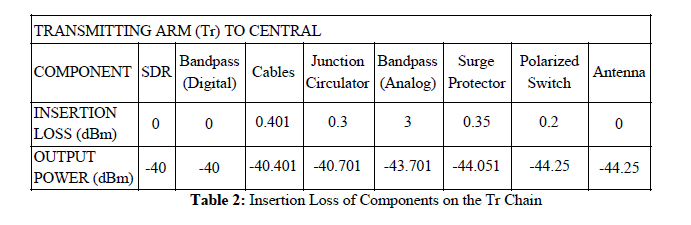 TRANSMITTING ARM (Tr) TO CENTRAL
COMPONENT SDR Bandpass (Digital) Cables Junction Circulator Bandpass (Analog) Surge Protector Polarized Switch Antenna
INSERTION LOSS (dBm) 0 0 0.401 0.3 3 0.35 0.2 0
OUTPUT POWER (dBm) -40 -40 -40.401 -40.701 -43.701 -44.051 -44.25 -44.25
Table 2: Insertion Loss of Components on the Tr Chain